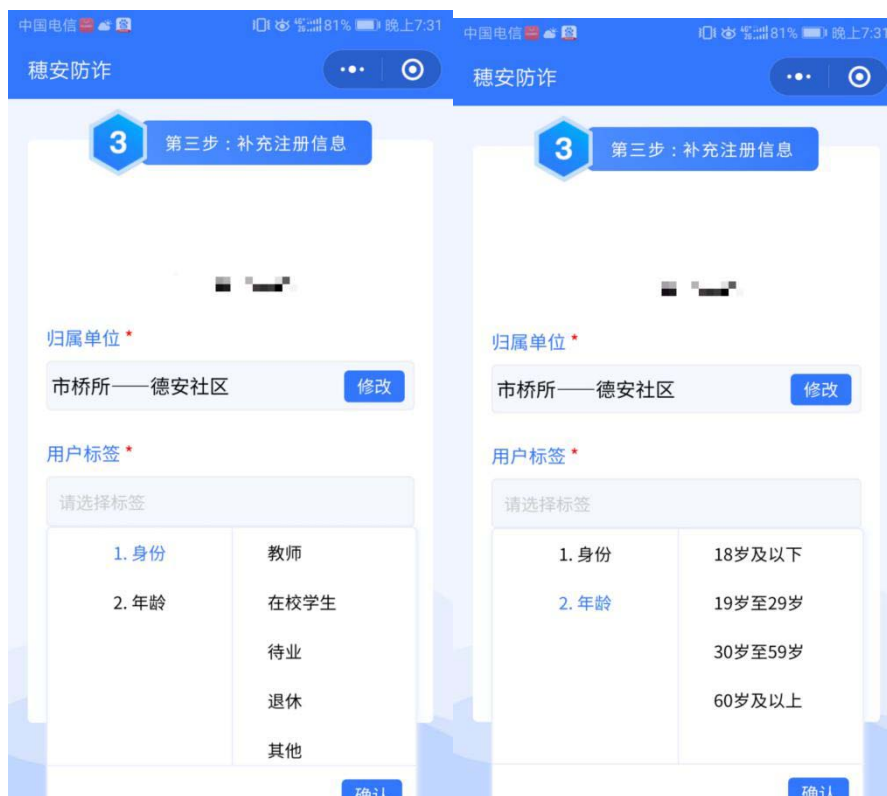 中国电信 81% 晚上7:31
穗安防诈
3 第三步：补充注册信息
归属单位 *
市桥所——德安社区 修改
用户标签 *
请选择标签
1. 身份 教师
2. 年龄 在校学生
待业
退休
其他
确认
中国电信 81% 晚上7:31
穗安防诈
3 第三步：补充注册信息
归属单位 *
市桥所——德安社区 修改
用户标签 *
请选择标签
1. 身份 18岁及以下
2. 年龄 19岁至29岁
30岁至59岁
60岁及以上
确认